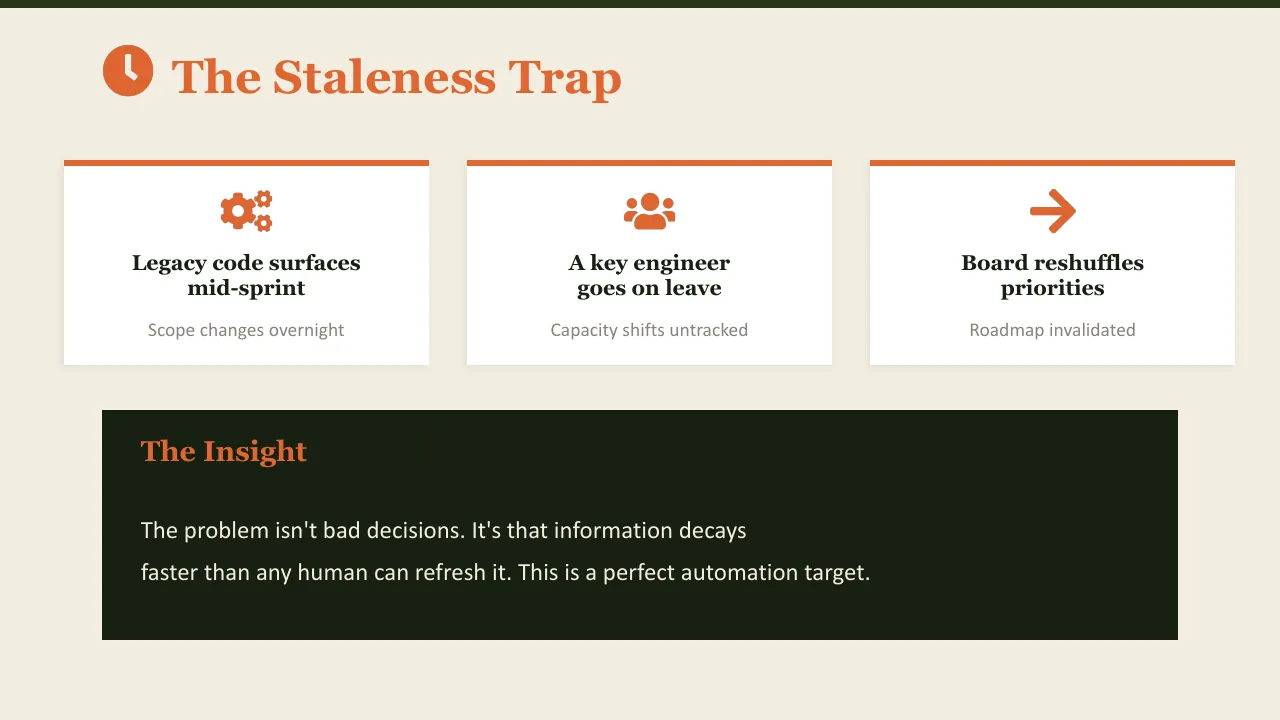 The Staleness Trap
Legacy code surfaces
mid-sprint
Scope changes overnight
A key engineer
goes on leave
Capacity shifts untracked
Board reshuffles
priorities
Roadmap invalidated
The Insight
The problem isn't bad decisions. It's that information decays
faster than any human can refresh it. This is a perfect automation target.